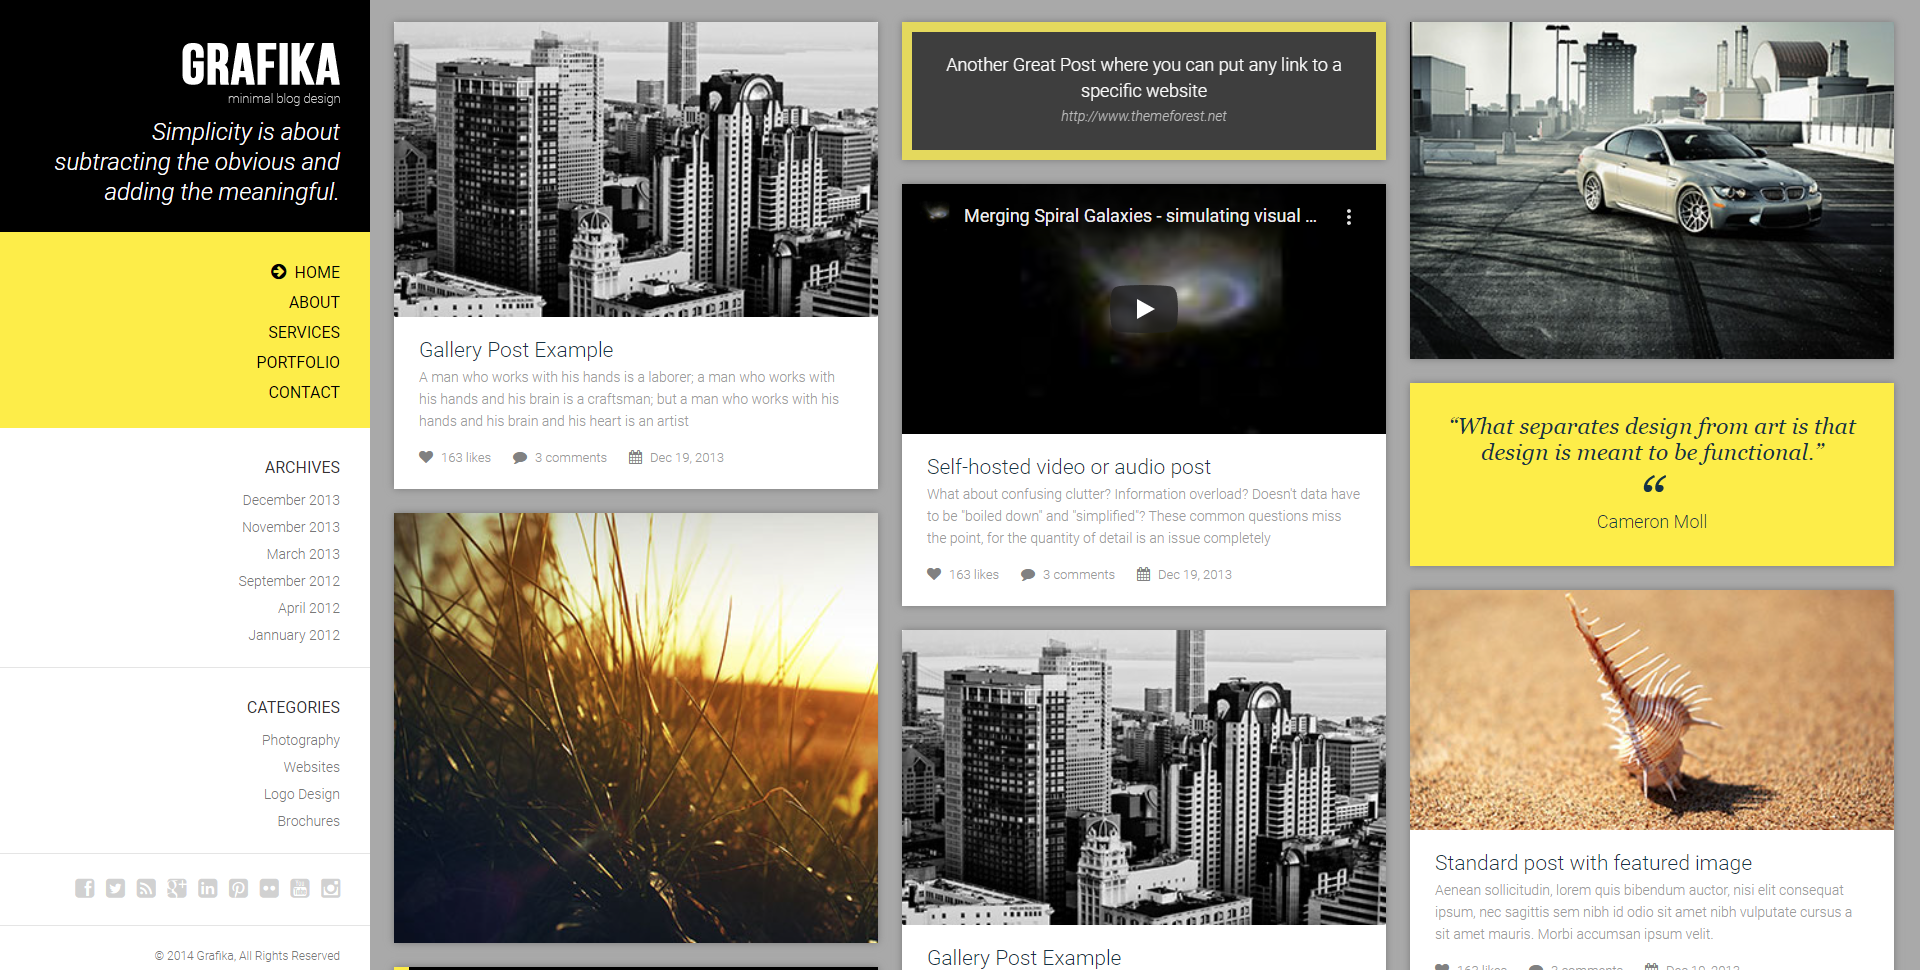 GRAFIKA
minimal blog design
Simplicity is about
subtracting the obvious and
adding the meaningful.
HOME
ABOUT
SERVICES
PORTFOLIO
CONTACT
ARCHIVES
December 2013
November 2013
March 2013
September 2012
April 2012
Jannuary 2012
CATEGORIES
Photography
Websites
Logo Design
Brochures
© 2014 Grafika, All Rights Reserved
Gallery Post Example
A man who works with his hands is a laborer; a man who works with
his hands and his brain is a craftsman; but a man who works with his
hands and his brain and his heart is an artist
163 likes 3 comments Dec 19, 2013
Another Great Post where you can put any link to a
specific website
http://www.themeforest.net
Merging Spiral Galaxies - simulating visual ...
Self-hosted video or audio post
What about confusing clutter? Information overload? Doesn't data have
to be "boiled down" and "simplified"? These common questions miss
the point, for the quantity of detail is an issue completely
163 likes 3 comments Dec 19, 2013
Gallery Post Example
“What separates design from art is that
design is meant to be functional.”
“
Cameron Moll
Standard post with featured image
Aenean sollicitudin, lorem quis bibendum auctor, nisi elit consequat
ipsum, nec sagittis sem nibh id odio sit amet nibh vulputate cursus a
sit amet mauris. Morbi accumsan ipsum velit.
163 likes 3 comments Dec 19, 2013